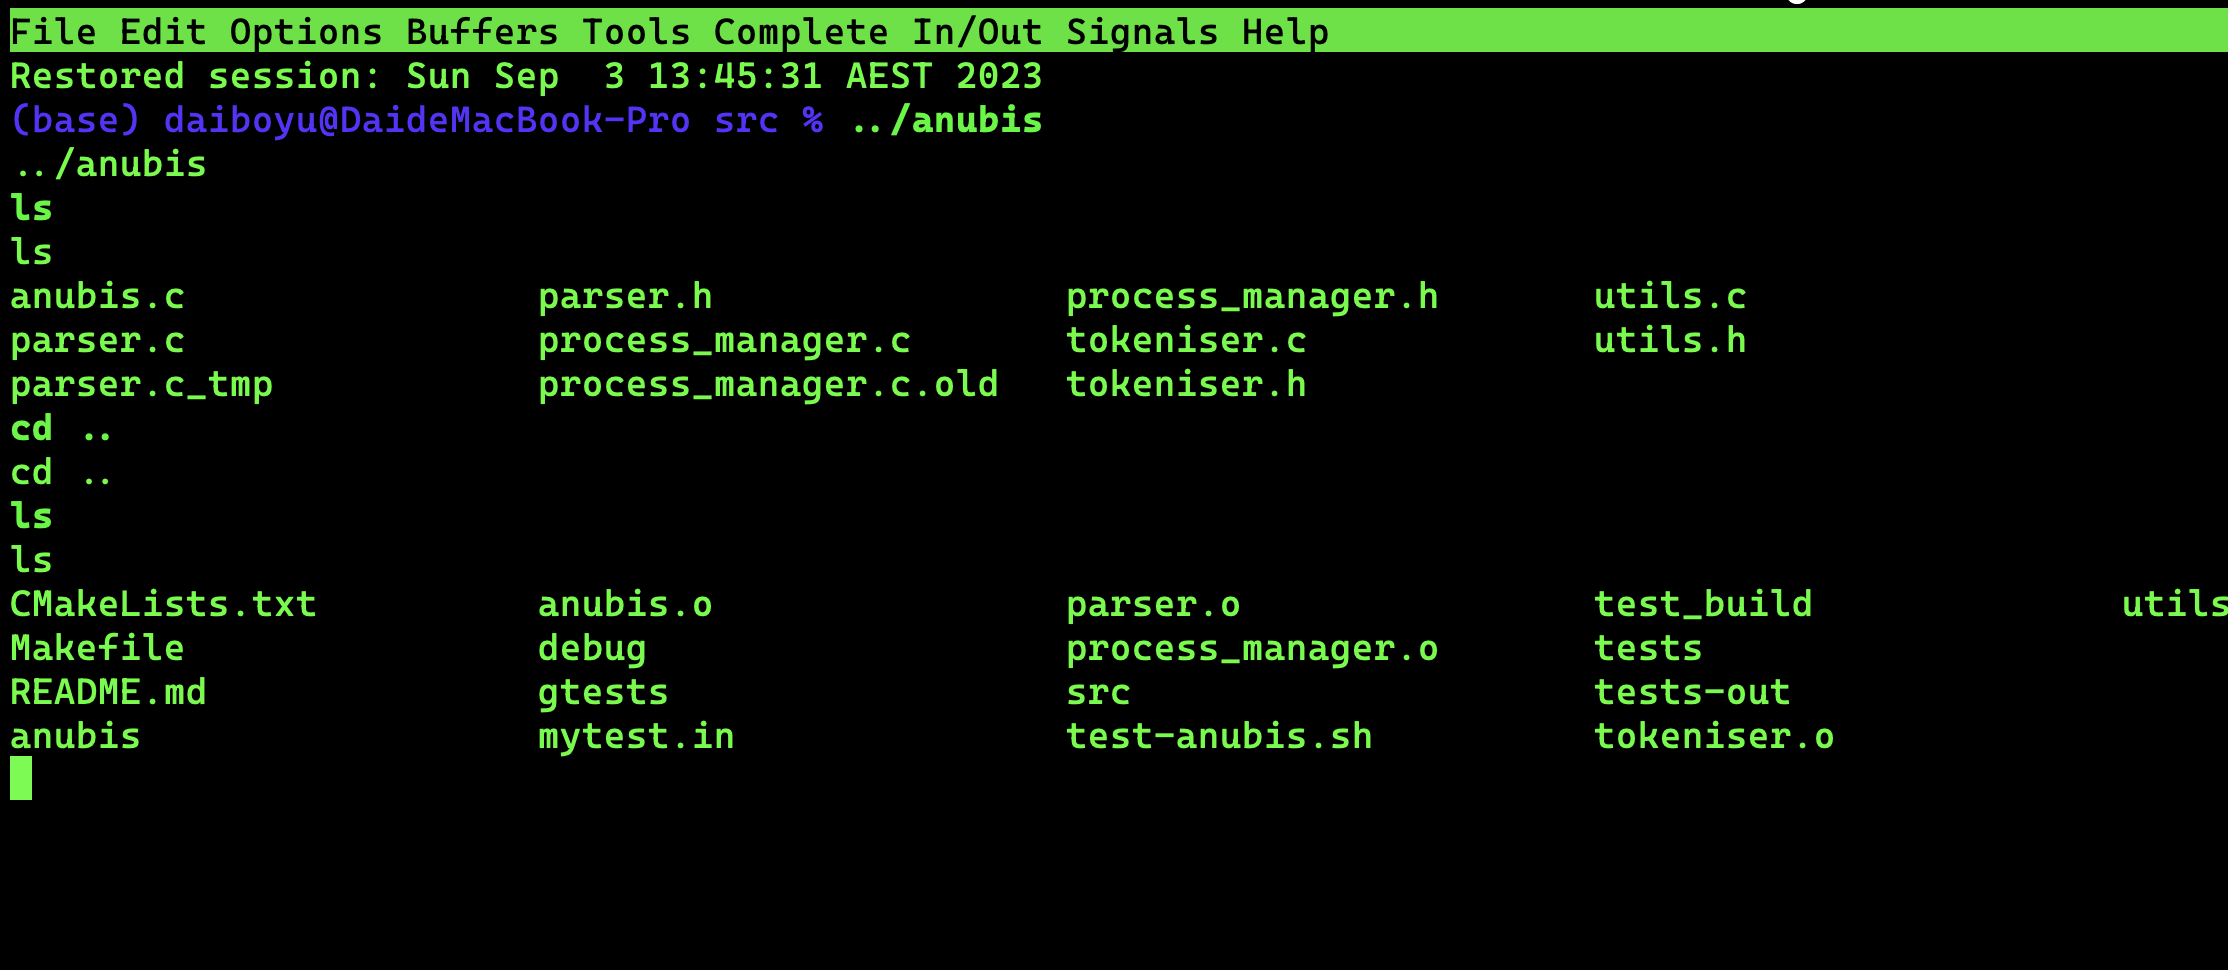 File Edit Options Buffers Tools Complete In/Out Signals Help
Restored session: Sun Sep  3 13:45:31 AEST 2023
(base) daiboyu@DaideMacBook-Pro src % ../anubis
../anubis
ls
ls
anubis.c                parser.h                process_manager.h       utils.c
parser.c                process_manager.c       tokeniser.c             utils.h
parser.c_tmp            process_manager.c.old   tokeniser.h
cd ..
cd ..
ls
ls
CMakeLists.txt          anubis.o                parser.o                test_build              utils
Makefile                debug                   process_manager.o       tests
README.md               gtests                  src                     tests-out
anubis                  mytest.in               test-anubis.sh          tokeniser.o